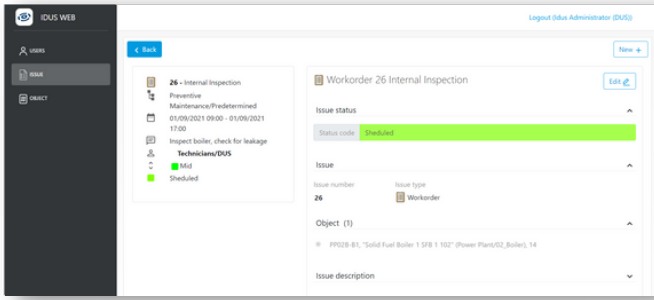 IDUS WEB
Logout (Idus Administrator (DUS))
USERS
ISSUE
OBJECT
Back
New +
26 - Internal Inspection
Preventive
Maintenance/Predetermined
01/09/2021 09:00 - 01/09/2021
17:00
Inspect boiler, check for leakage
Technicians/DUS
Mid
Sheduled
Workorder 26 Internal Inspection
Edit
Issue status
Status code Sheduled
Issue
Issue number Issue type
26 Workorder
Object (1)
PP02B-B1, "Solid Fuel Boiler 1 SFB 1 102" (Power Plant/02_Boiler), 14
Issue description